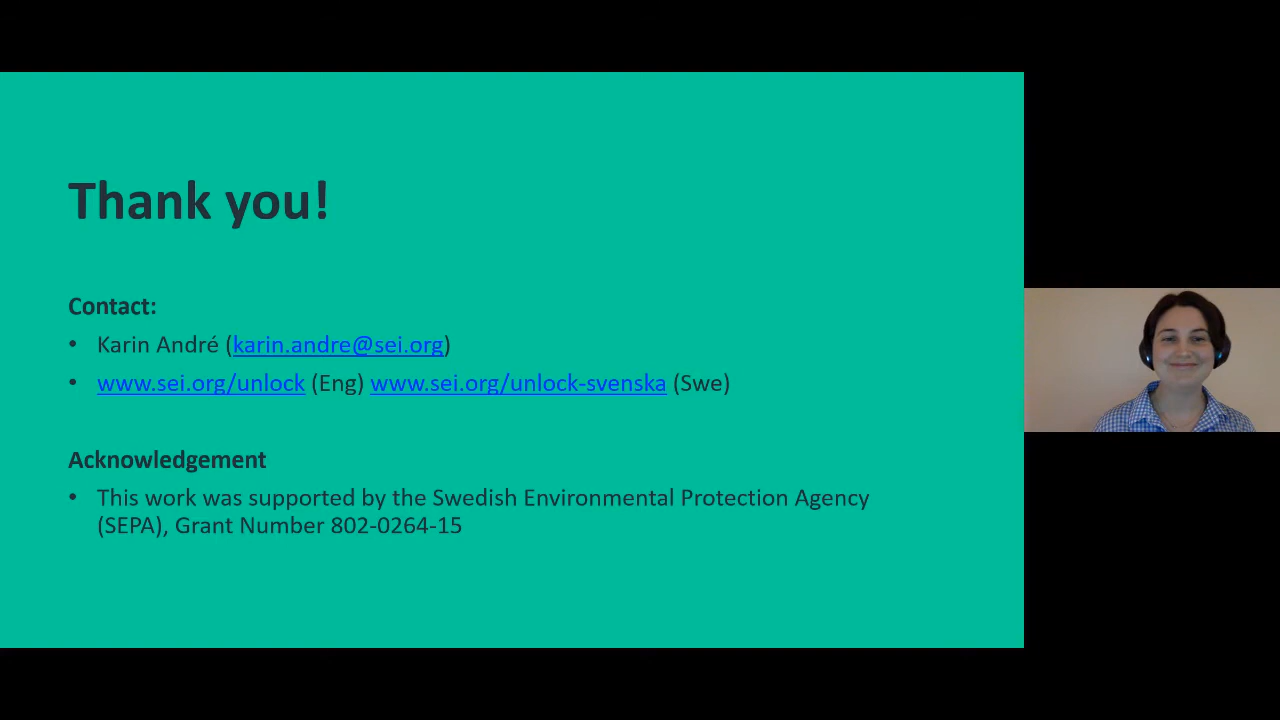 Thank you!
Contact:
• Karin André (karin.andre@sei.org)
• www.sei.org/unlock (Eng) www.sei.org/unlock-svenska (Swe)
Acknowledgement
• This work was supported by the Swedish Environmental Protection Agency
(SEPA), Grant Number 802-0264-15